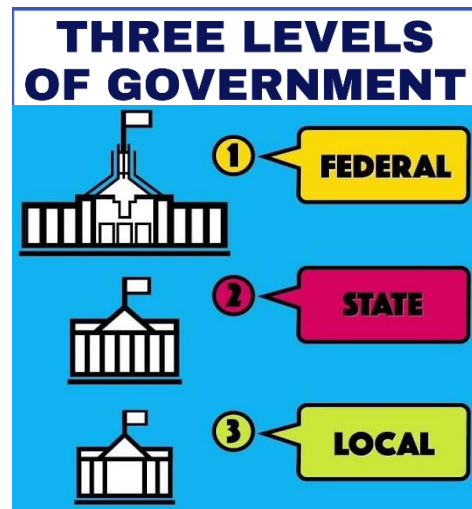 THREE LEVELS
OF GOVERNMENT
1
FEDERAL
2
STATE
3
LOCAL